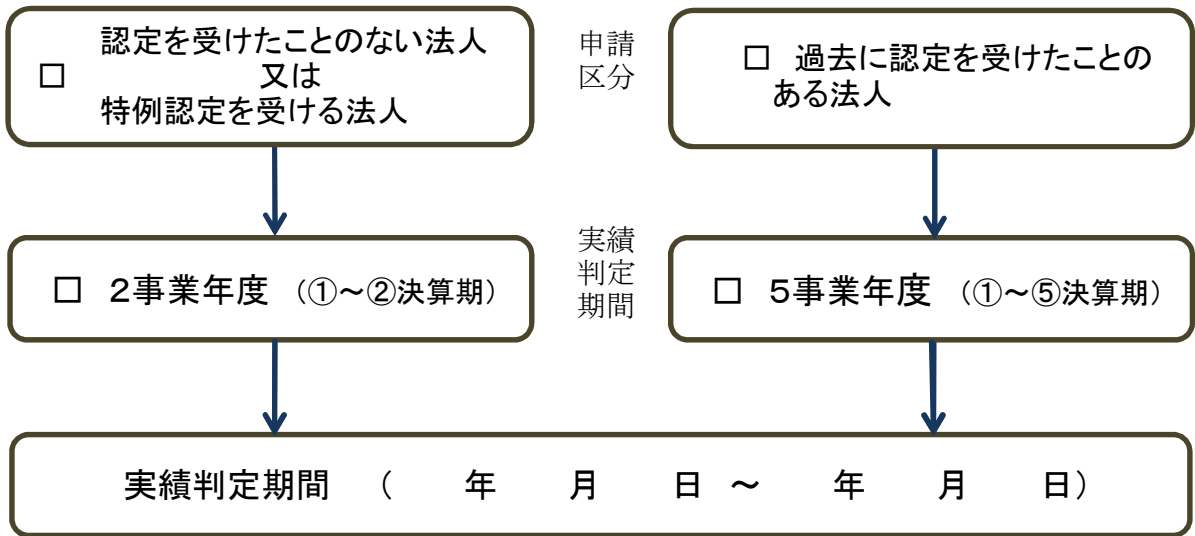 認定を受けたことのない法人
□ 又は
特例認定を受ける法人
申請
区分
□ 過去に認定を受けたことの
ある法人
□ 2事業年度 (①～②決算期)
実績
判定
期間
□ 5事業年度 (①～⑤決算期)
実績判定期間 ( 年 月 日 ～ 年 月 日)